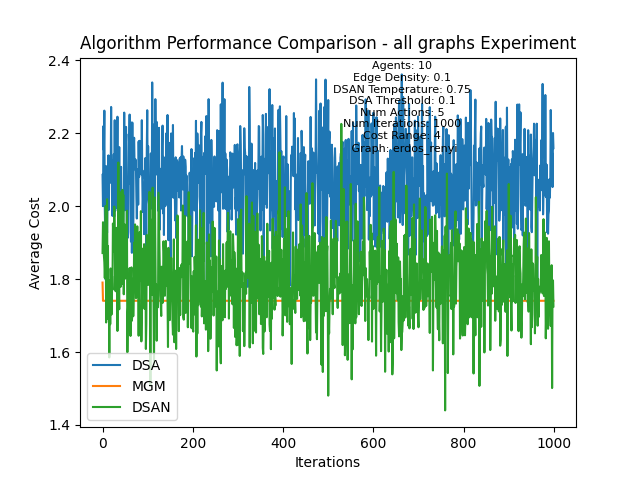 Algorithm Performance Comparison - all graphs Experiment
Agents: 10
Edge Density: 0.1
DSAN Temperature: 0.75
DSA Threshold: 0.1
Num Actions: 5
Num Iterations: 1000
Cost Range: 4
Graph: erdos_renyi
Average Cost
2.4
2.2
2.0
1.8
1.6
1.4
DSA
MGM
DSAN
0
200
400
600
800
1000
Iterations